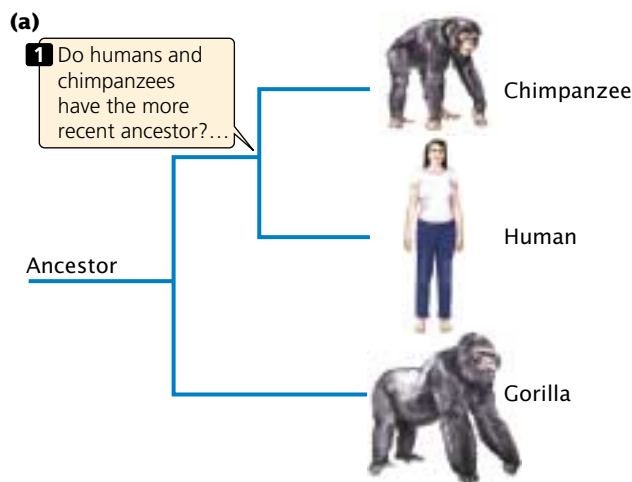 (a)
1 Do humans and
chimpanzees
have the more
recent ancestor?...
Chimpanzee
Human
Ancestor
Gorilla